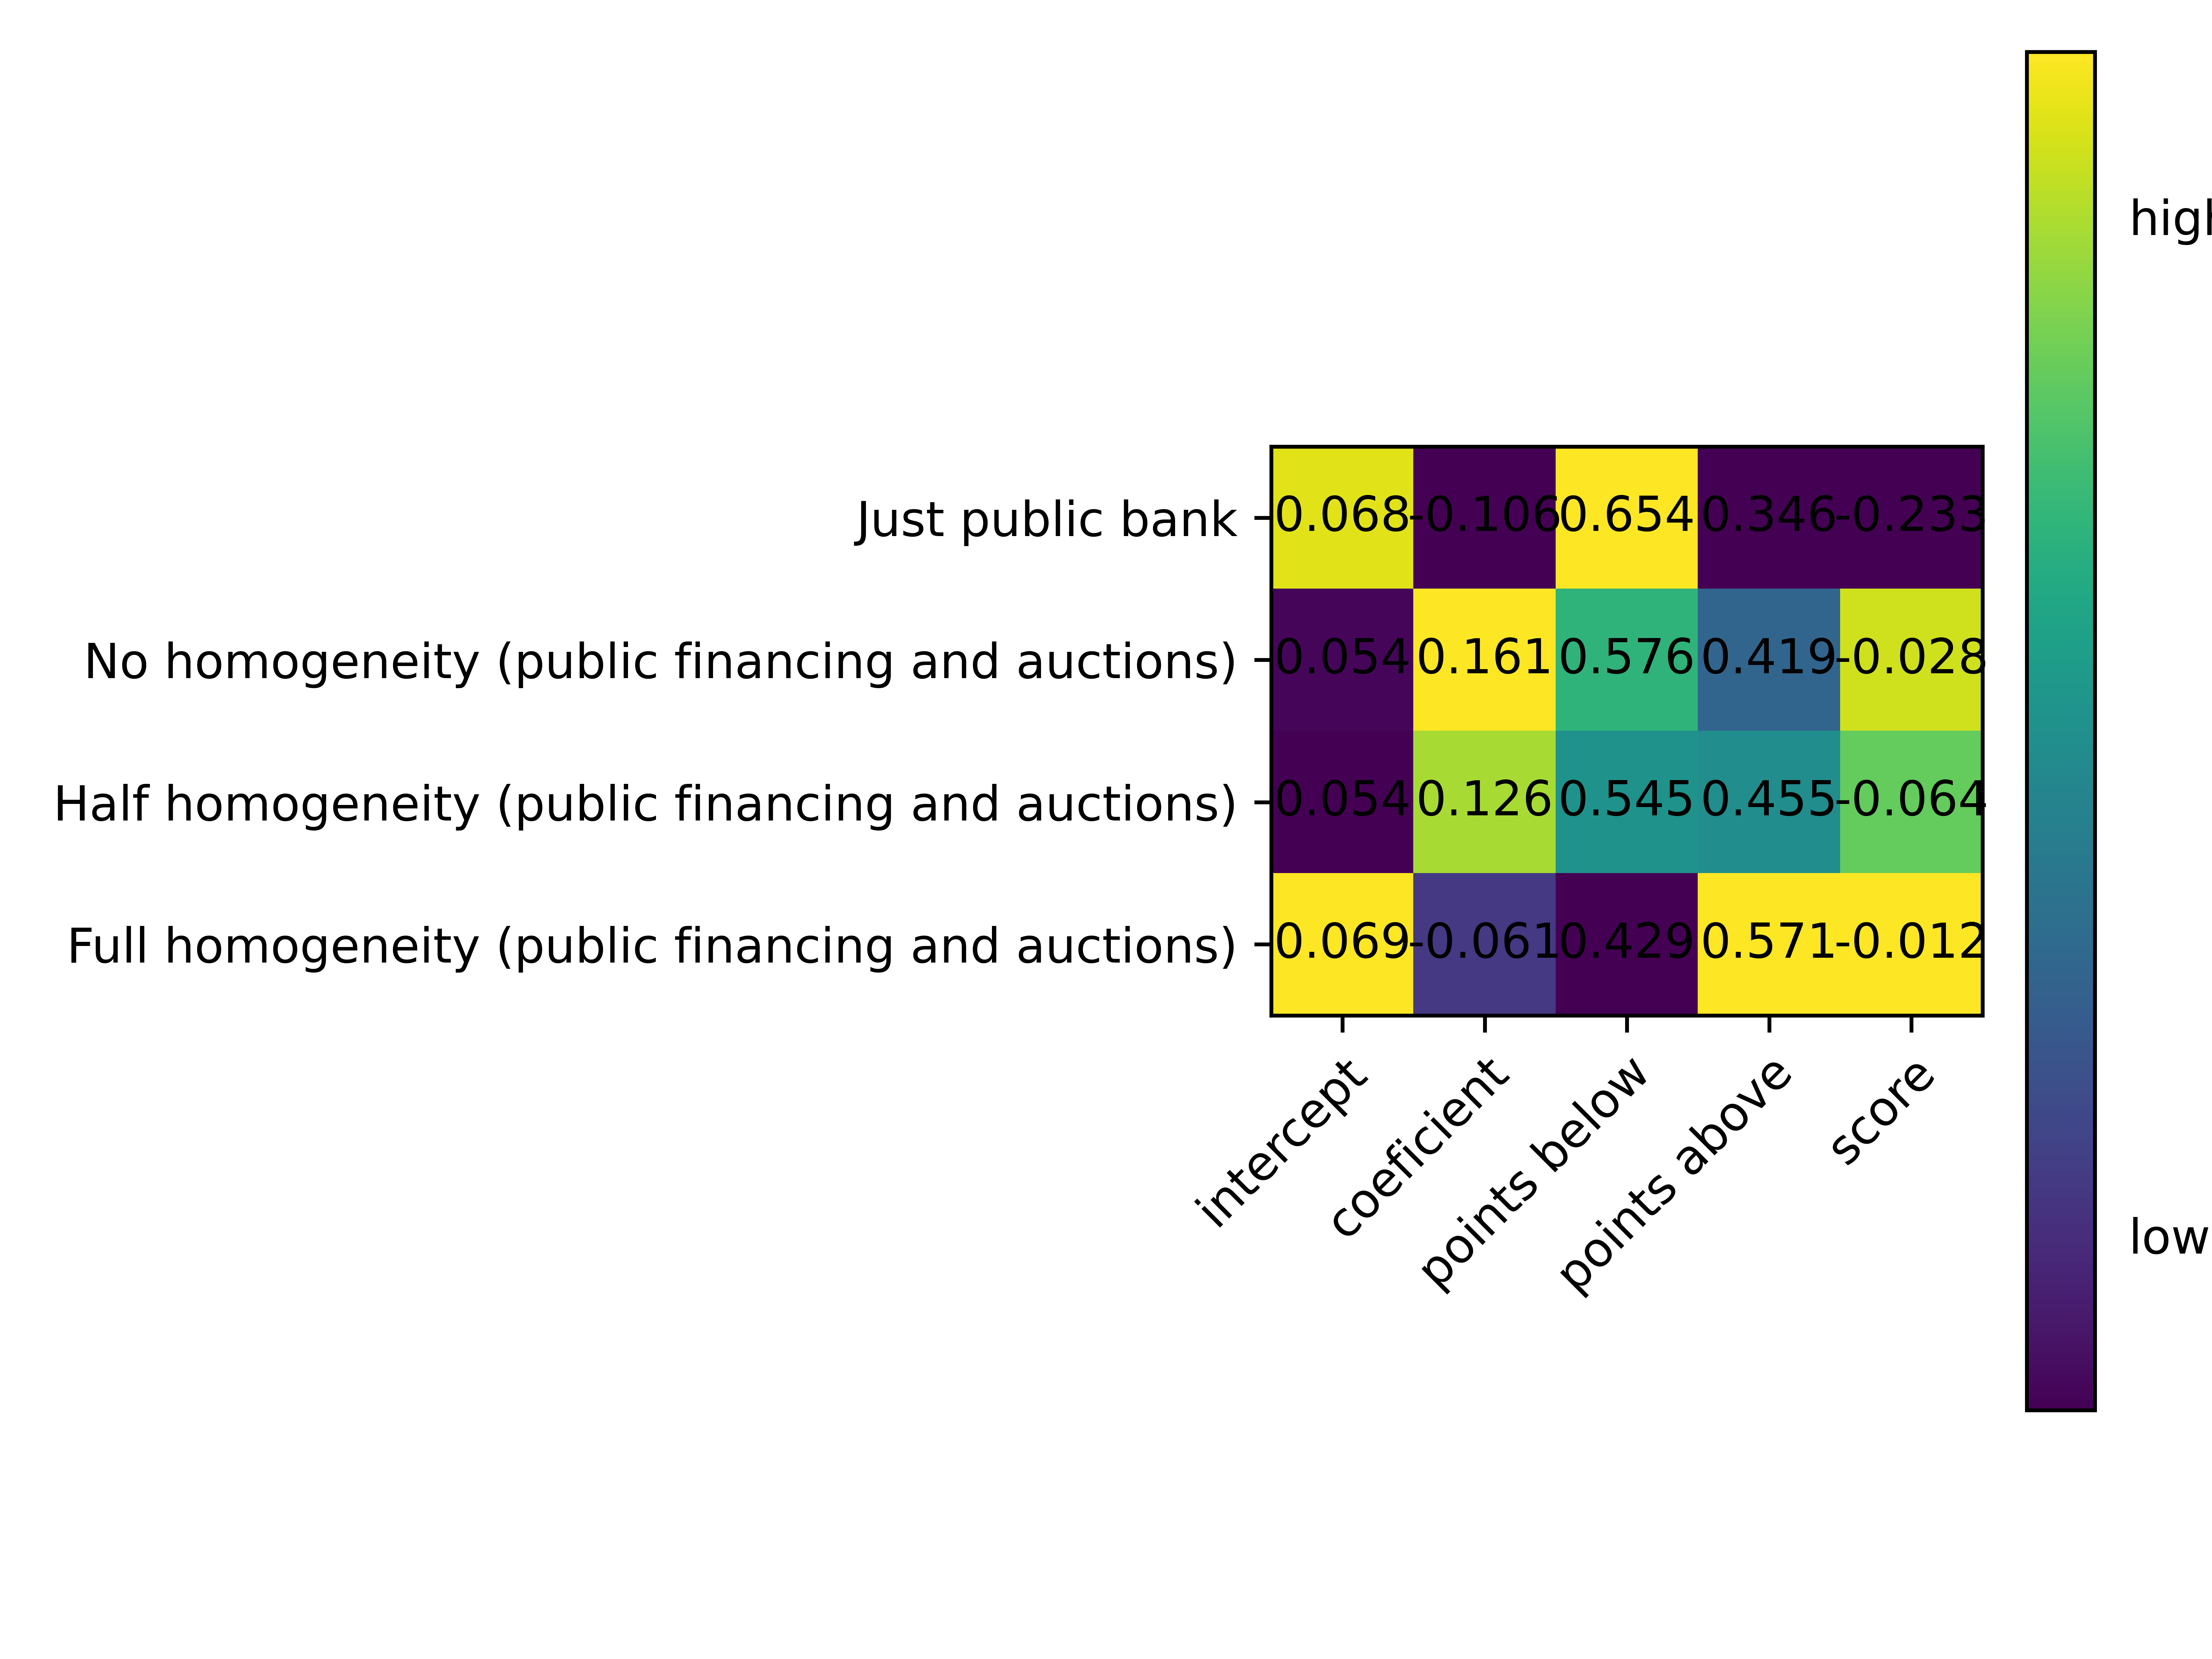 high
Just public bank 0.068 -0.106 0.654 0.346 -0.233
No homogeneity (public financing and auctions) 0.054 0.161 0.576 0.419 -0.028
Half homogeneity (public financing and auctions) 0.054 0.126 0.545 0.455 -0.064
Full homogeneity (public financing and auctions) 0.069 -0.061 0.429 0.571 -0.012
intercept
coeficient
points below
points above
score
low